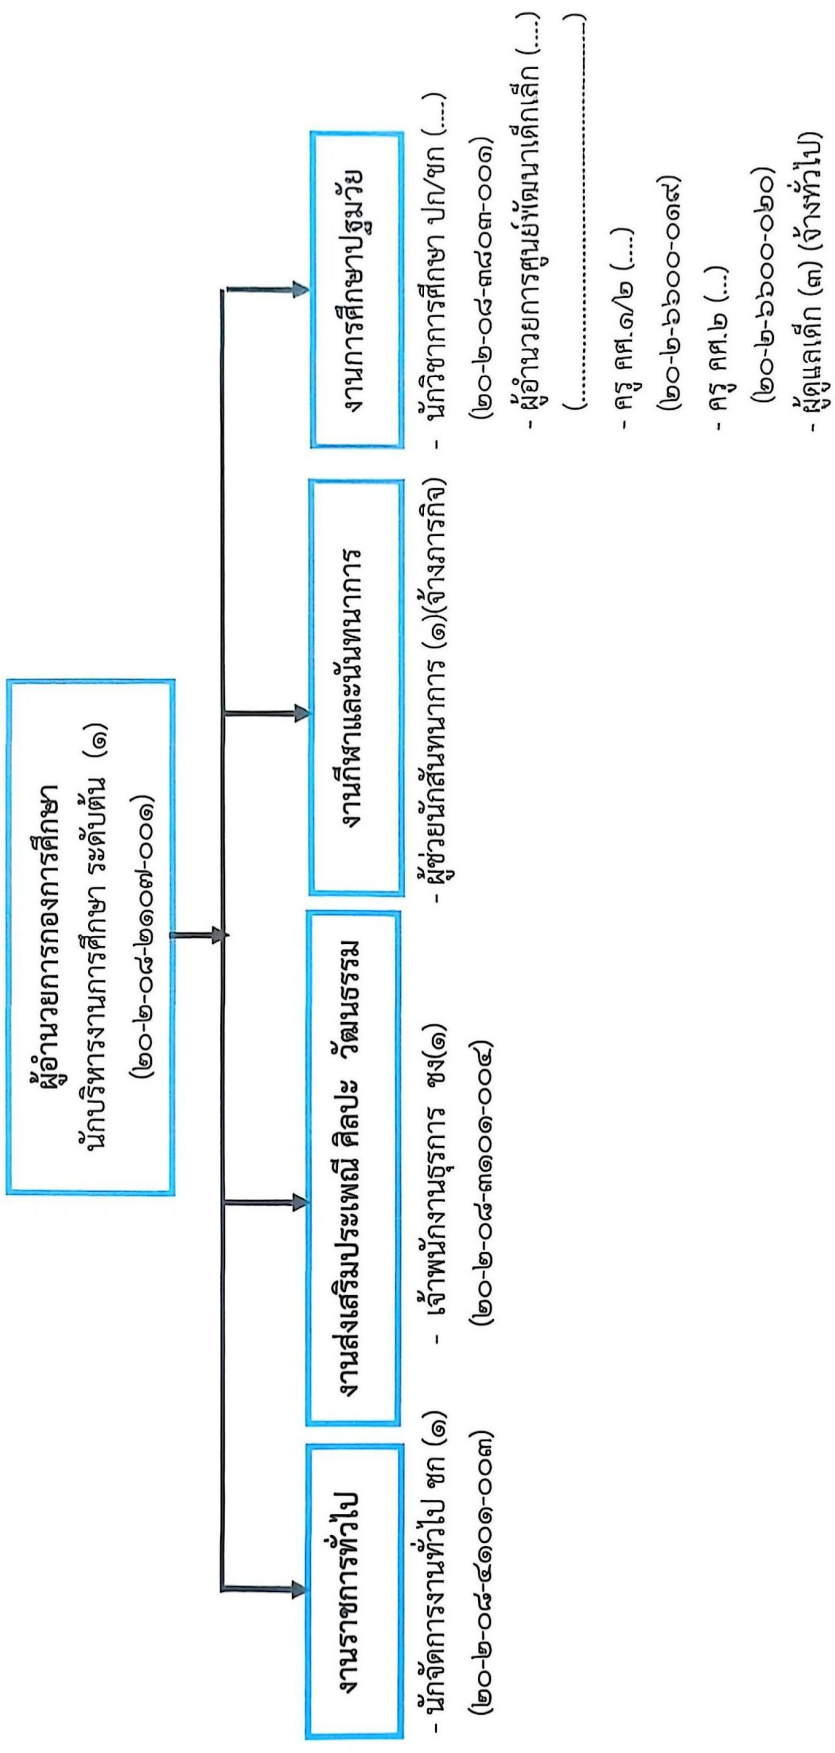 ผู้อำนวยการกองการศึกษา
นักบริหารงานการศึกษา ระดับต้น (๑)
(๒๐-๒-๐๘-๒๑๐๗-๐๐๑)
งานราชการทั่วไป
- นักจัดการงานทั่วไป ชก (๑)
(๒๐-๒-๐๘-๔๑๐๑-๐๐๓)
งานส่งเสริมประเพณี ศิลปะ วัฒนธรรม
- เจ้าพนักงานธุรการ ชง(๑)
(๒๐-๒-๐๘-๓๑๐๑-๐๐๔)
งานกีฬาและนันทนาการ
- ผู้ช่วยนักสันทนาการ (๑)(จ้างภารกิจ)
งานการศึกษาปฐมวัย
- นักวิชาการศึกษา ปก/ชก (....)
(๒๐-๒-๐๘-๓๘๐๓-๐๐๑)
- ผู้อำนวยการศูนย์พัฒนาเด็กเล็ก (....)
(.................................................)
- ครู คศ.๑/๒ (....)
(๒๐-๒-๖๖๐๐-๐๑๙)
- ครู คศ.๒ (...)
(๒๐-๒-๖๖๐๐-๐๒๐)
- ผู้ดูแลเด็ก (๓) (จ้างทั่วไป)